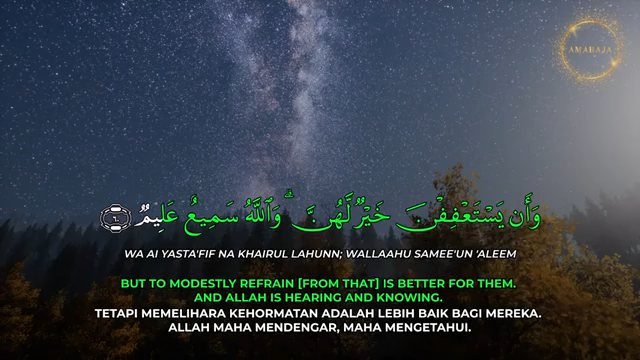 AMABAJA
وَأَن يَسْتَعْفِفْنَ خَيْرٌ لَّهُنَّ ۗ وَٱللَّهُ سَمِيعٌ عَلِيمٌ ٦٠
WA AI YASTA'FIF NA KHAIRUL LAHUNN; WALLAAHU SAMEE'UN 'ALEEM
BUT TO MODESTLY REFRAIN [FROM THAT] IS BETTER FOR THEM.
AND ALLAH IS HEARING AND KNOWING.
TETAPI MEMELIHARA KEHORMATAN ADALAH LEBIH BAIK BAGI MEREKA.
ALLAH MAHA MENDENGAR, MAHA MENGETAHUI.